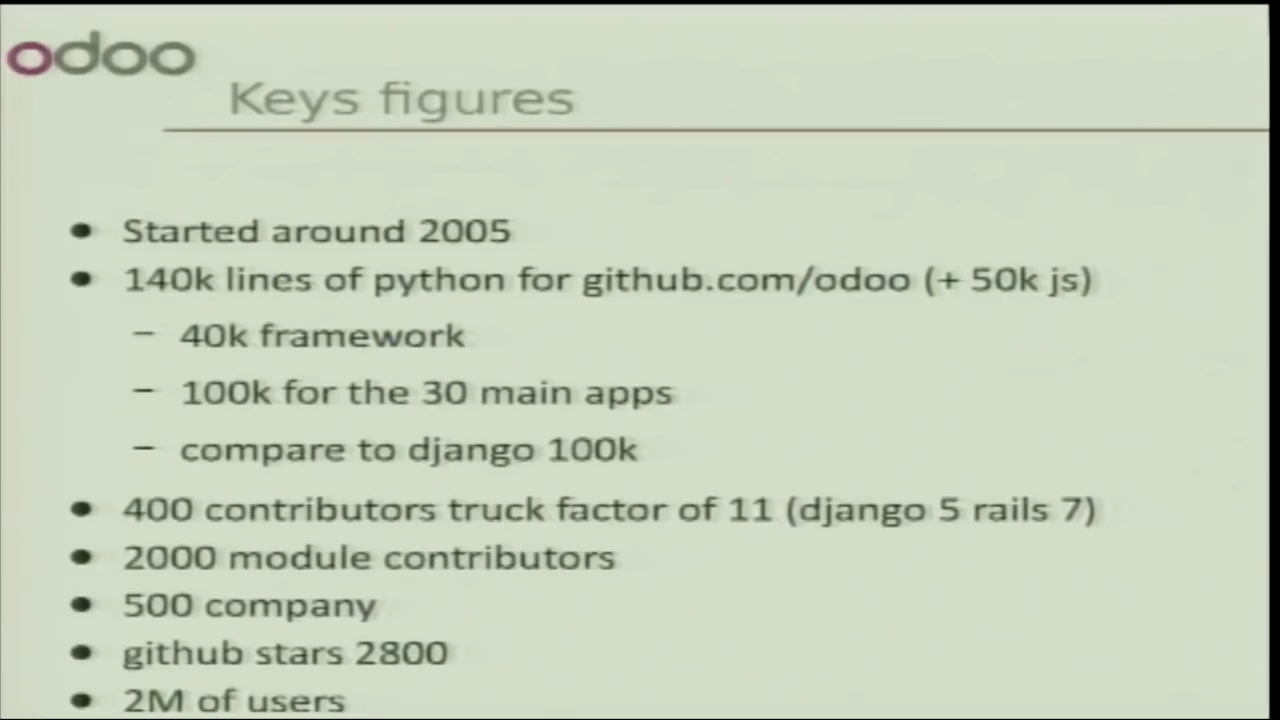 odoo
Keys figures
• Started around 2005
• 140k lines of python for github.com/odoo (+ 50k js)
– 40k framework
– 100k for the 30 main apps
– compare to django 100k
• 400 contributors truck factor of 11 (django 5 rails 7)
• 2000 module contributors
• 500 company
• github stars 2800
• 2M of users